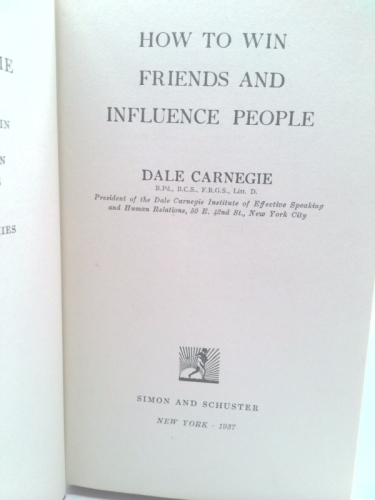 HOW TO WIN
FRIENDS AND
INFLUENCE PEOPLE
DALE CARNEGIE
B.Pd., B.C.S., F.R.G.S., Litt. D.
President of the Dale Carnegie Institute of Effective Speaking
and Human Relations, 50 E. 42nd St., New York City
SIMON AND SCHUSTER
NEW YORK · 1937